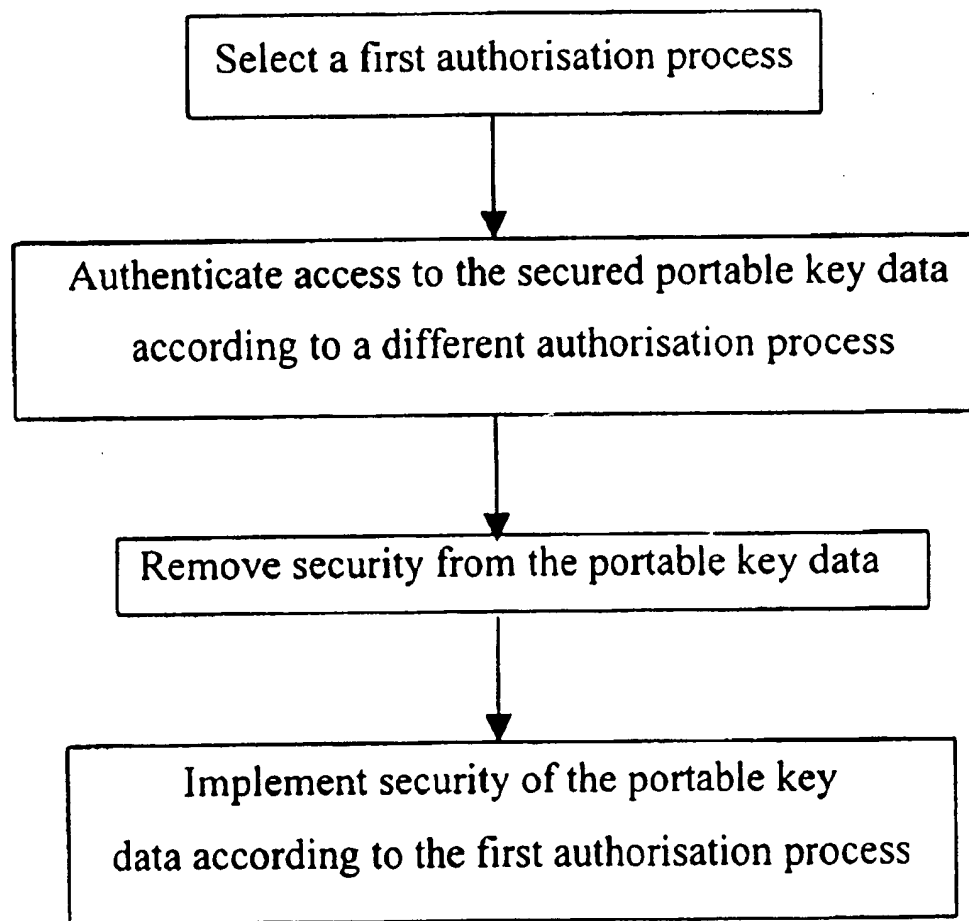 Select a first authorisation process
Authenticate access to the secured portable key data
according to a different authorisation process
Remove security from the portable key data
Implement security of the portable key
data according to the first authorisation process